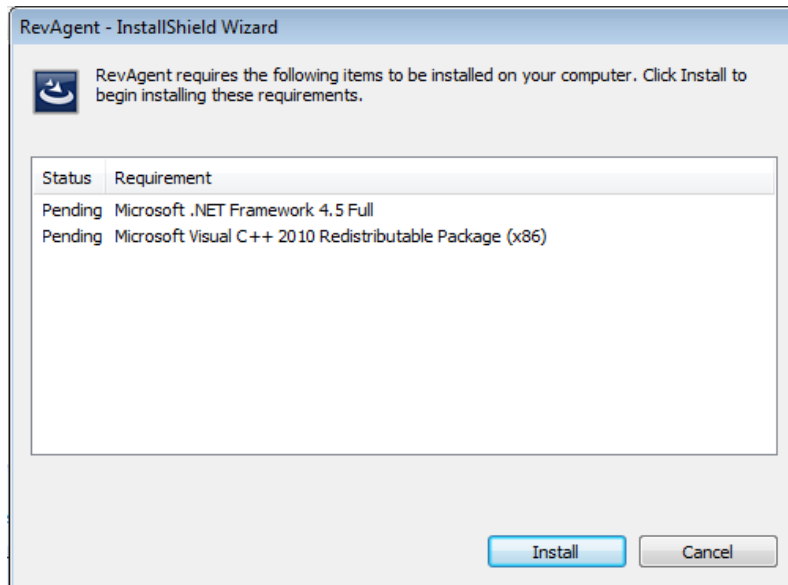 RevAgent - InstallShield Wizard
RevAgent requires the following items to be installed on your computer. Click Install to
begin installing these requirements.
Status Requirement
Pending Microsoft .NET Framework 4.5 Full
Pending Microsoft Visual C++ 2010 Redistributable Package (x86)
Install Cancel